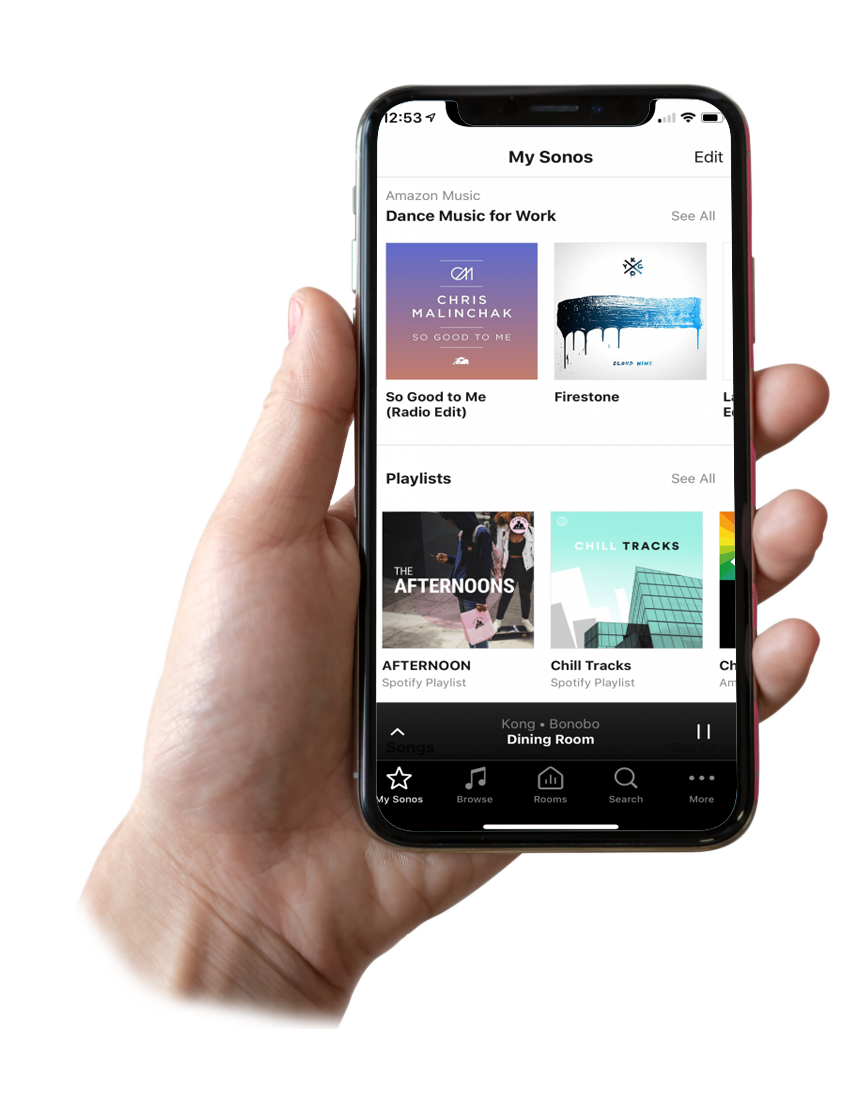 12:53
My Sonos
Edit
Amazon Music
Dance Music for Work
See All
CHRIS
MALINCHAK
SO GOOD TO ME
K
Y G
O
CLOUD NINE
So Good to Me
(Radio Edit)
Firestone
Playlists
See All
THE
AFTERNOONS
CHILL TRACKS
AFTERNOON
Spotify Playlist
Chill Tracks
Spotify Playlist
Ch
Am
Kong • Bonobo
Dining Room
Songs
See All
My Sonos
Browse
Rooms
Search
More